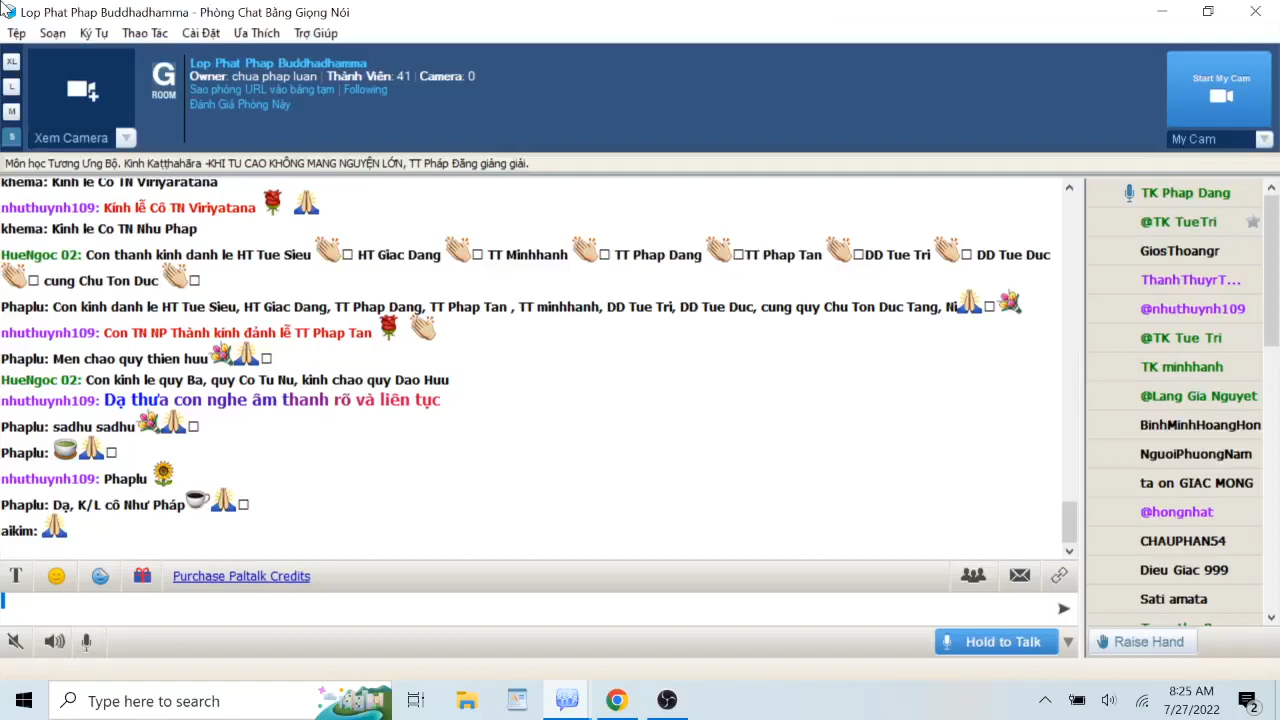 Lop Phat Phap Buddhadhamma - Phòng Chat Bằng Giọng Nói
Tệp Soạn Ký Tự Thao Tác Cài Đặt Ưa Thích Trợ Giúp
XL
L
M
S
Xem Camera
G
ROOM
Lop Phat Phap Buddhadhamma
Owner: chua phap luan | Thành Viên: 41 | Camera: 0
Sao phỏng URL vào bảng tạm | Following
Đánh Giá Phòng Này
Start My Cam
My Cam
Môn học Tương Ưng Bộ. Kinh Kaṭṭhahāra -KHI TU CAO KHÔNG MANG NGUYỆN LỚN, TT Pháp Đăng giảng giải.
khema: Kinh le Co TN Viriyaratana
nhuthuynh109: Kính lễ Cô TN Viriyatana
khema: Kinh le Co TN Nhu Phap
HueNgoc 02: Con thanh kinh danh le HT Tue Sieu HT Giac Dang TT Minhhanh TT Phap Dang TT Phap Tan DD Tue Tri DD Tue Duc
cung Chu Ton Duc
Phaplu: Con kinh danh le HT Tue Sieu, HT Giac Dang, TT Phap Dang, TT Phap Tan , TT minhhanh, DD Tue Tri, DD Tue Duc, cung quy Chu Ton Duc Tang, Ni
nhuthuynh109: Con TN NP Thành kính đảnh lễ TT Phap Tan
Phaplu: Men chao quy thien huu
HueNgoc 02: Con kinh le quy Ba, quy Co Tu Nu, kinh chao quy Dao Huu
nhuthuynh109: Dạ thưa con nghe âm thanh rõ và liên tục
Phaplu: sadhu sadhu
Phaplu:
nhuthuynh109: Phaplu
Phaplu: Dạ, K/L cô Như Pháp
aikim:
TK Phap Dang
@TK TueTri
GiosThoangr
ThanhThuyrT...
@nhuthuynh109
@TK Tue Tri
TK minhhanh
@Lang Gia Nguyet
BinhMinhHoangHon
NguoiPhuongNam
ta on GIAC MONG
@hongnhat
CHAUPHAN54
Dieu Giac 999
Sati amata
T Purchase Paltalk Credits
Hold to Talk
Raise Hand
Type here to search
8:25 AM
7/27/2022
2